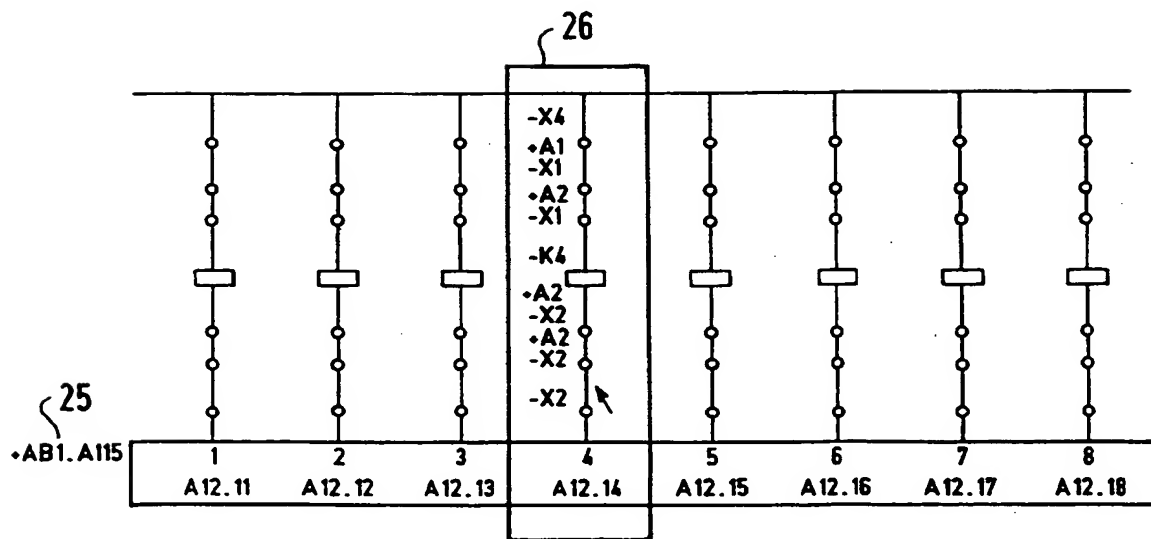 26
-X4
+A1
-X1
+A2
-X1
-K4
+A2
-X2
+A2
-X2
-X2
25
+AB1.A115 1 2 3 4 5 6 7 8
A12.11 A12.12 A12.13 A12.14 A12.15 A12.16 A12.17 A12.18